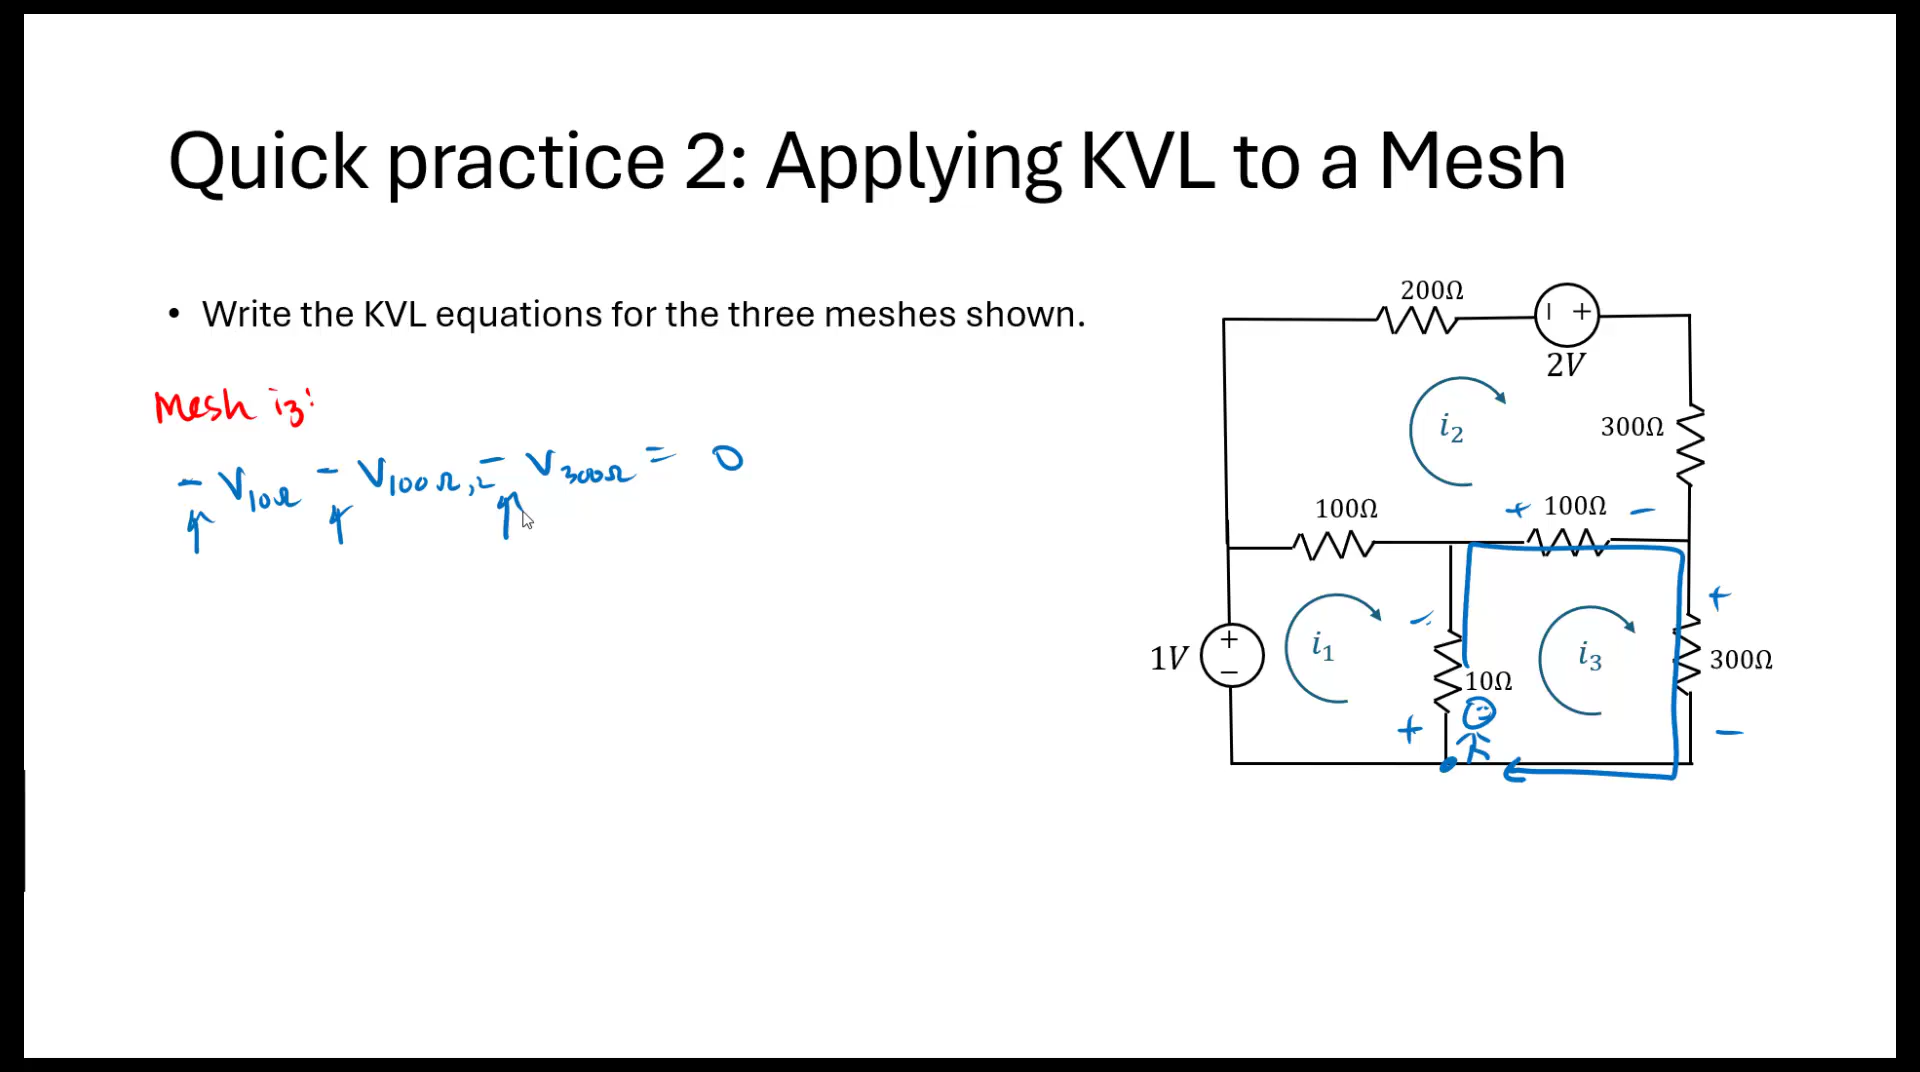 Quick practice 2: Applying KVL to a Mesh
• Write the KVL equations for the three meshes shown.
Mesh i3:
- V10Ω - V100Ω,2 - V300Ω = 0
200Ω
| +
2V
i2
300Ω
100Ω
+ 100Ω -
+
-
1V
+
-
i1
10Ω
i3
300Ω
+
-